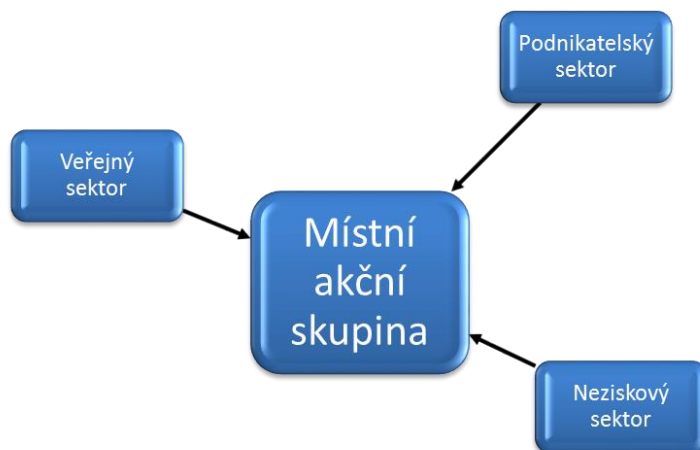 Podnikatelský
sektor
Veřejný
sektor
Místní
akční
skupina
Neziskový
sektor